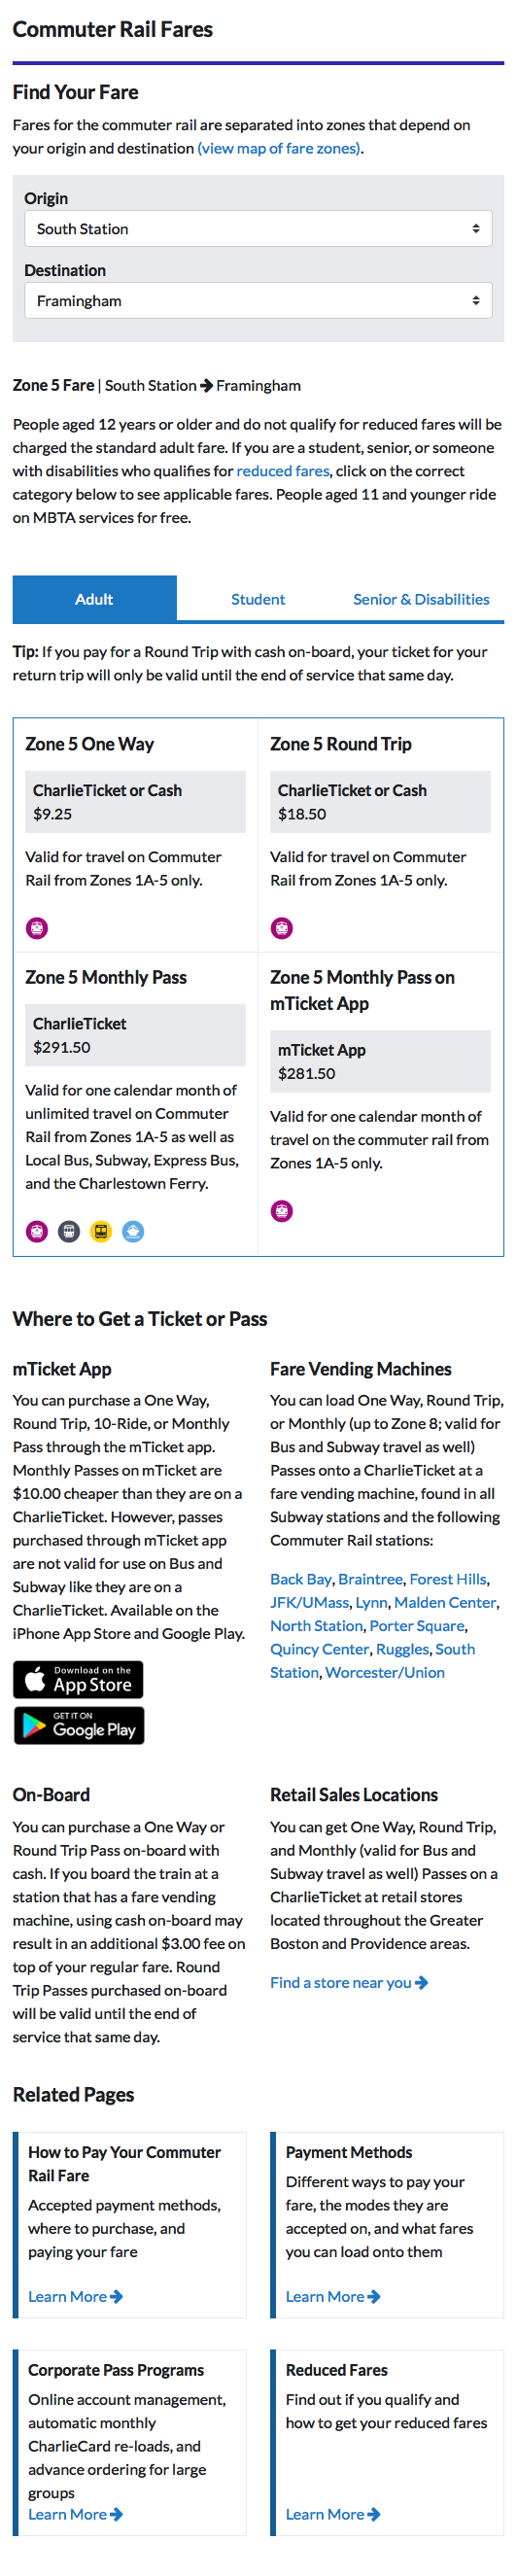 Commuter Rail Fares
Find Your Fare
Fares for the commuter rail are separated into zones that depend on
your origin and destination (view map of fare zones).
Origin
South Station
Destination
Framingham
Zone 5 Fare | South Station → Framingham
People aged 12 years or older and do not qualify for reduced fares will be
charged the standard adult fare. If you are a student, senior, or someone
with disabilities who qualifies for reduced fares, click on the correct
category below to see applicable fares. People aged 11 and younger ride
on MBTA services for free.
Adult
Student
Senior & Disabilities
Tip: If you pay for a Round Trip with cash on-board, your ticket for your
return trip will only be valid until the end of service that same day.
Zone 5 One Way
CharlieTicket or Cash
$9.25
Valid for travel on Commuter
Rail from Zones 1A-5 only.
Zone 5 Round Trip
CharlieTicket or Cash
$18.50
Valid for travel on Commuter
Rail from Zones 1A-5 only.
Zone 5 Monthly Pass
CharlieTicket
$291.50
Valid for one calendar month of
unlimited travel on Commuter
Rail from Zones 1A-5 as well as
Local Bus, Subway, Express Bus,
and the Charlestown Ferry.
Zone 5 Monthly Pass on
mTicket App
mTicket App
$281.50
Valid for one calendar month of
travel on the commuter rail from
Zones 1A-5 only.
Where to Get a Ticket or Pass
mTicket App
You can purchase a One Way,
Round Trip, 10-Ride, or Monthly
Pass through the mTicket app.
Monthly Passes on mTicket are
$10.00 cheaper than they are on a
CharlieTicket. However, passes
purchased through mTicket app
are not valid for use on Bus and
Subway like they are on a
CharlieTicket. Available on the
iPhone App Store and Google Play.
Download on the
App Store
GET IT ON
Google Play
Fare Vending Machines
You can load One Way, Round Trip,
or Monthly (up to Zone 8; valid for
Bus and Subway travel as well)
Passes onto a CharlieTicket at a
fare vending machine, found in all
Subway stations and the following
Commuter Rail stations:
Back Bay, Braintree, Forest Hills,
JFK/UMass, Lynn, Malden Center,
North Station, Porter Square,
Quincy Center, Ruggles, South
Station, Worcester/Union
On-Board
You can purchase a One Way or
Round Trip Pass on-board with
cash. If you board the train at a
station that has a fare vending
machine, using cash on-board may
result in an additional $3.00 fee on
top of your regular fare. Round
Trip Passes purchased on-board
will be valid until the end of
service that same day.
Retail Sales Locations
You can get One Way, Round Trip,
and Monthly (valid for Bus and
Subway travel as well) Passes on a
CharlieTicket at retail stores
located throughout the Greater
Boston and Providence areas.
Find a store near you →
Related Pages
How to Pay Your Commuter
Rail Fare
Accepted payment methods,
where to purchase, and
paying your fare
Learn More →
Payment Methods
Different ways to pay your
fare, the modes they are
accepted on, and what fares
you can load onto them
Learn More →
Corporate Pass Programs
Online account management,
automatic monthly
CharlieCard re-loads, and
advance ordering for large
groups
Learn More →
Reduced Fares
Find out if you qualify and
how to get your reduced fares
Learn More →